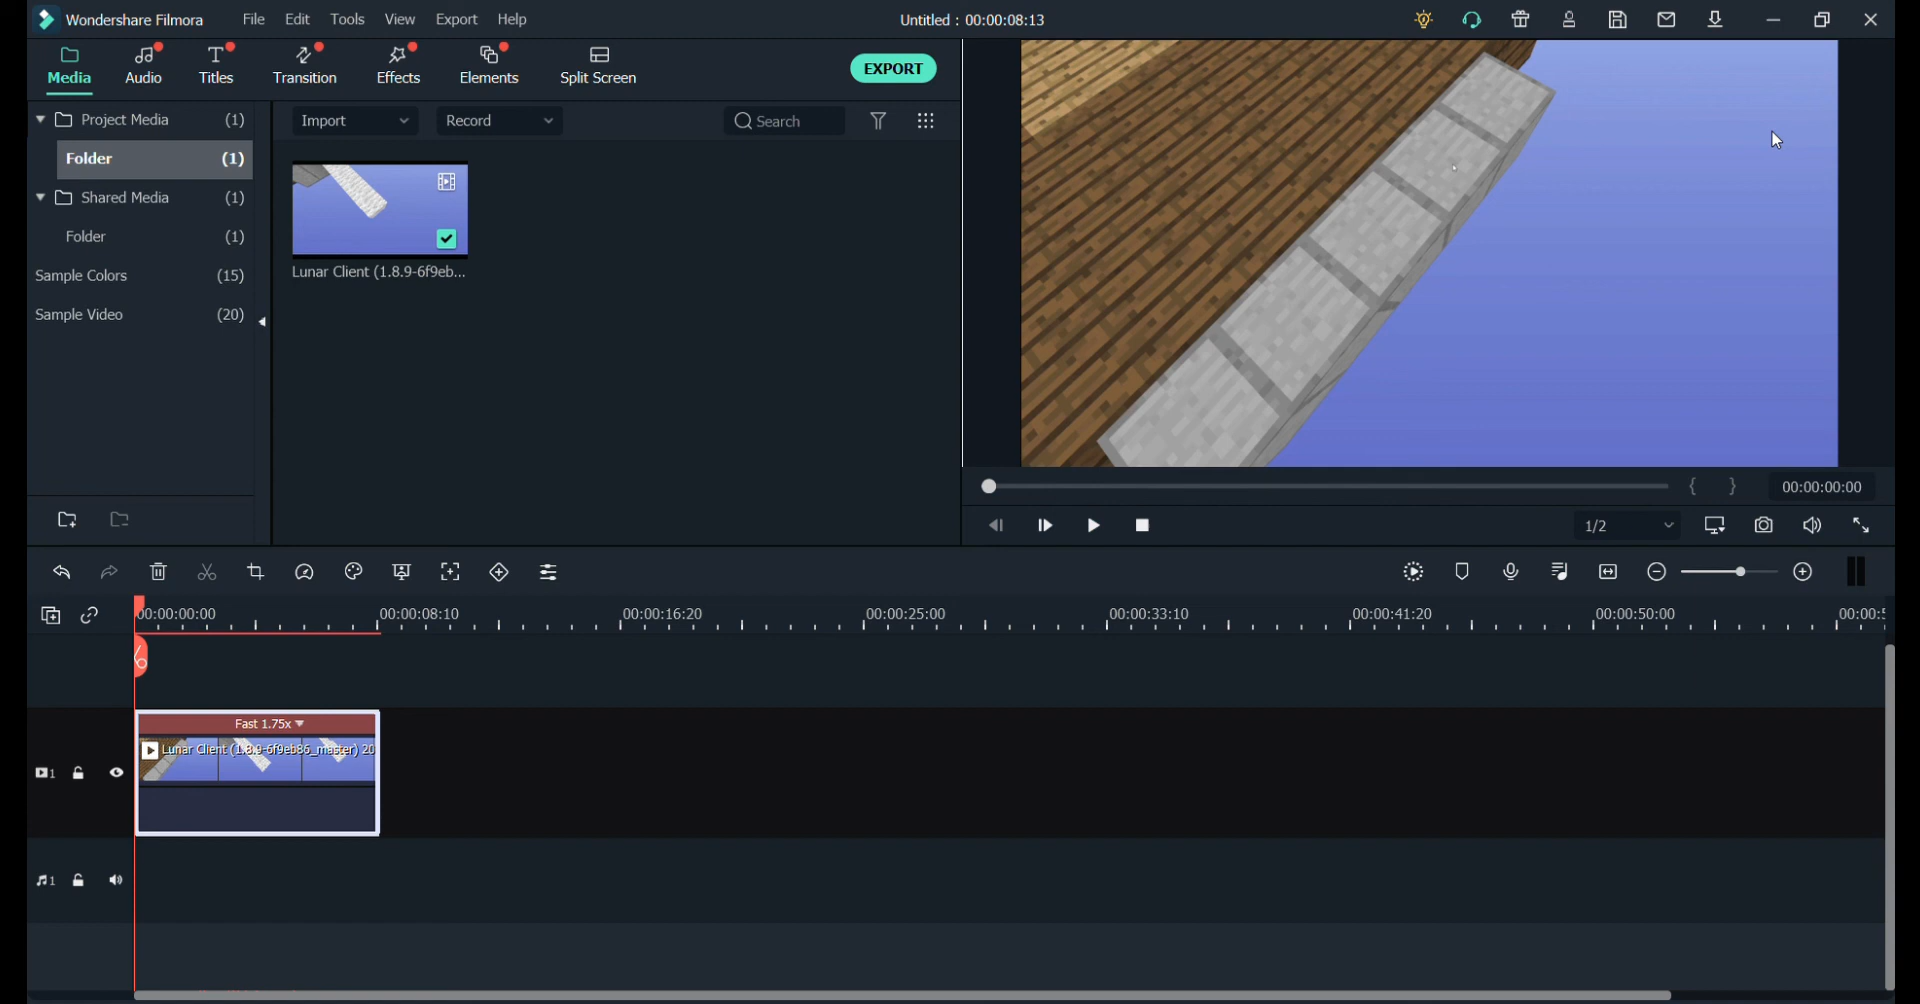 Wondershare Filmora File Edit Tools View Export Help Untitled : 00:00:08:13
Media Audio Titles Transition Effects Elements Split Screen EXPORT
Project Media (1)
Import Record Search
Folder (1)
Shared Media (1)
Folder (1)
Lunar Client (1.8.9-6f9eb...
Sample Colors (15)
Sample Video (20)
{ } 00:00:00:00
1/2
00:00:00:00 00:00:08:10 00:00:16:20 00:00:25:00 00:00:33:10 00:00:41:20 00:00:50:00 00:00:5
Fast 1.75x
Lunar Client (1.8.9-6f9eb86_master) 20
1
1